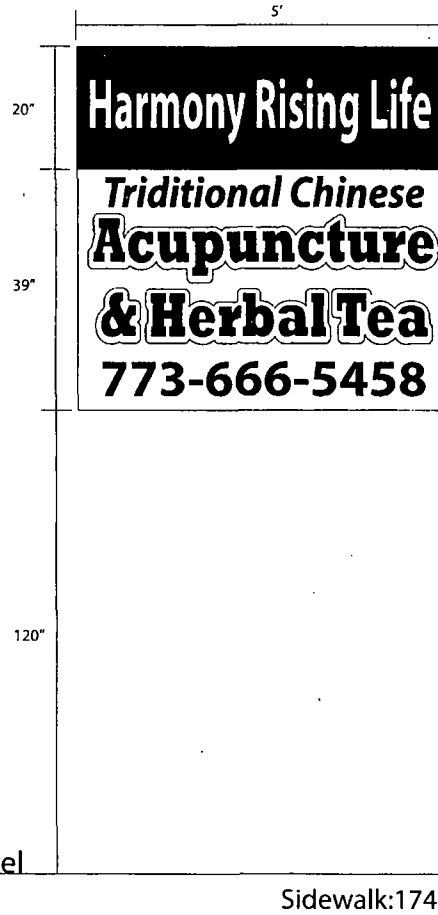 5'
20"
Harmony Rising Life
Triditional Chinese
Acupuncture
39"
& Herbal Tea
773-666-5458
120"
el
Sidewalk:174